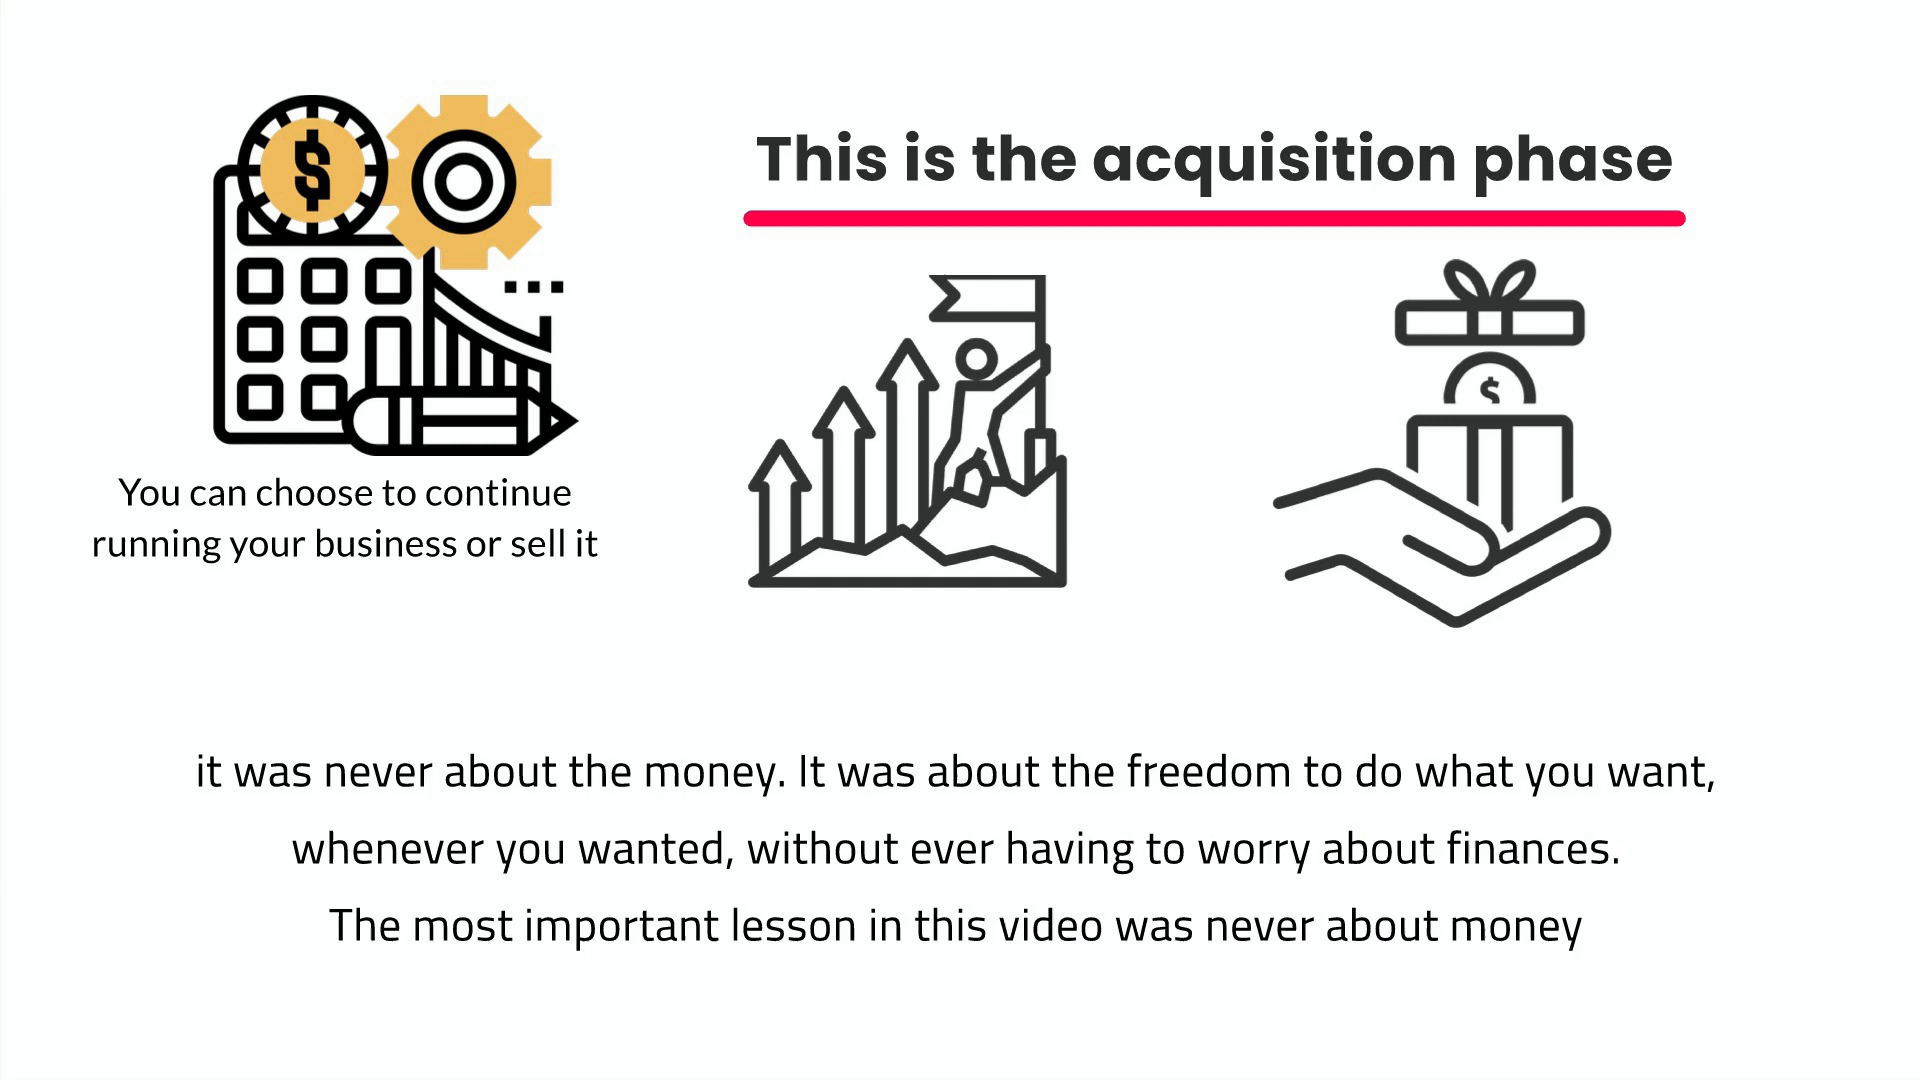 This is the acquisition phase
$
$
You can choose to continue
running your business or sell it
it was never about the money. It was about the freedom to do what you want,
whenever you wanted, without ever having to worry about finances.
The most important lesson in this video was never about money